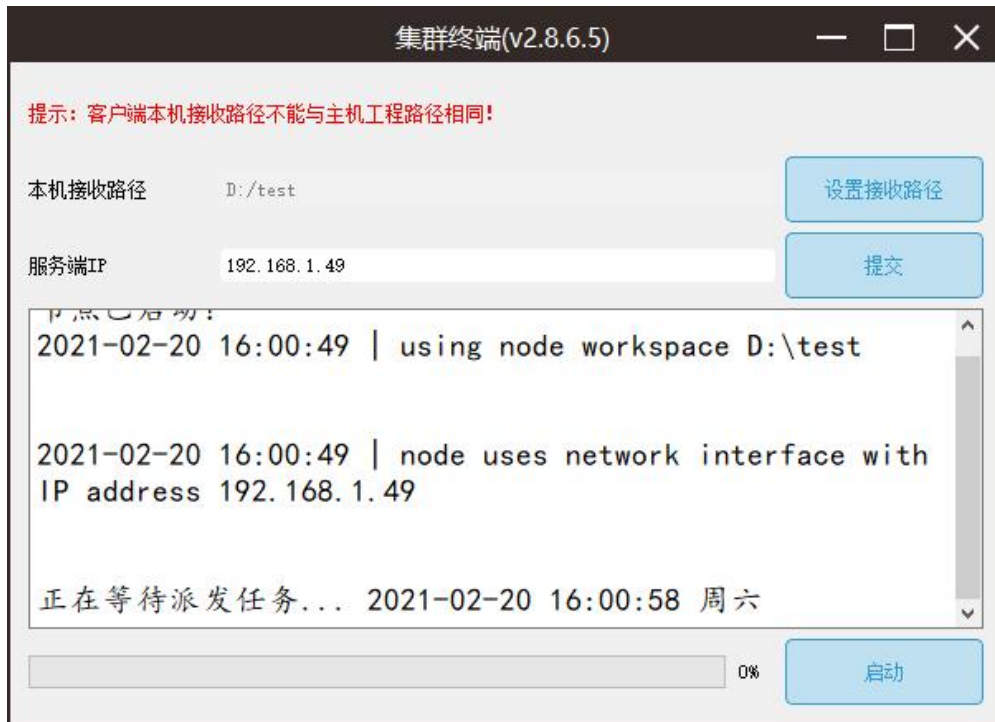 集群终端(v2.8.6.5)
提示：客户端本机接收路径不能与主机工程路径相同！
本机接收路径 D:/test 设置接收路径
服务端IP 192.168.1.49 提交
节点已启动！
2021-02-20 16:00:49 | using node workspace D:\test
2021-02-20 16:00:49 | node uses network interface with
IP address 192.168.1.49
正在等待派发任务... 2021-02-20 16:00:58 周六
0% 启动